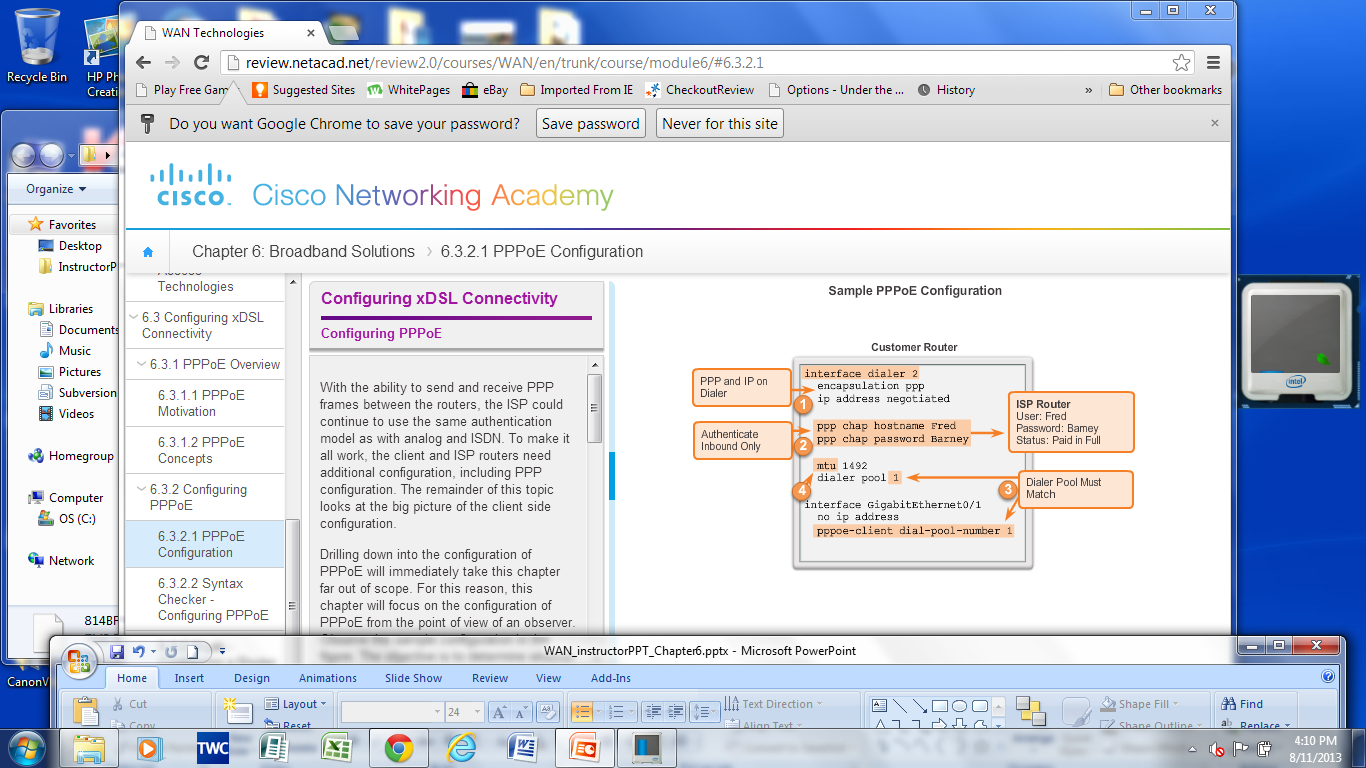 Recycle Bin
HP Ph
Creati
WAN Technologies
review.netacad.net/review2.0/courses/WAN/en/trunk/course/module6/#6.3.2.1
Play Free Gam
Suggested Sites
WhitePages
eBay
Imported From IE
CheckoutReview
Options - Under the ...
History
»
Other bookmarks
Do you want Google Chrome to save your password?
Save password
Never for this site
Organize
Favorites
Desktop
InstructorP
Libraries
Documents
Music
Pictures
Subversion
Videos
Homegroup
Computer
OS (C:)
Network
814BF
CanonV
CISCO
Cisco Networking Academy
Chapter 6: Broadband Solutions
6.3.2.1 PPPoE Configuration
Access
Technologies
6.3 Configuring xDSL
Connectivity
6.3.1 PPPoE Overview
6.3.1.1 PPPoE
Motivation
6.3.1.2 PPPoE
Concepts
6.3.2 Configuring
PPPoE
6.3.2.1 PPPoE
Configuration
6.3.2.2 Syntax
Checker -
Configuring PPPoE
Configuring xDSL Connectivity
Configuring PPPoE
With the ability to send and receive PPP
frames between the routers, the ISP could
continue to use the same authentication
model as with analog and ISDN. To make it
all work, the client and ISP routers need
additional configuration, including PPP
configuration. The remainder of this topic
looks at the big picture of the client side
configuration.
Drilling down into the configuration of
PPPoE will immediately take this chapter
far out of scope. For this reason, this
chapter will focus on the configuration of
PPPoE from the point of view of an observer.
Sample PPPoE Configuration
Customer Router
PPP and IP on
Dialer
1
interface dialer 2
encapsulation ppp
ip address negotiated
Authenticate
Inbound Only
2
ppp chap hostname Fred
ppp chap password Barney
ISP Router
User: Fred
Password: Barney
Status: Paid in Full
4
mtu 1492
dialer pool 1
3
Dialer Pool Must
Match
interface GigabitEthernet0/1
no ip address
pppoe-client dial-pool-number 1
intel
WAN_instructorPPT_Chapter6.pptx - Microsoft PowerPoint
Home
Insert
Design
Animations
Slide Show
Review
View
Add-Ins
Cut
Copy
Layout
Reset
24
Text Direction
Align Text
Shape Fill
Shape Outline
Find
Replace
TWC
4:10 PM
8/11/2013